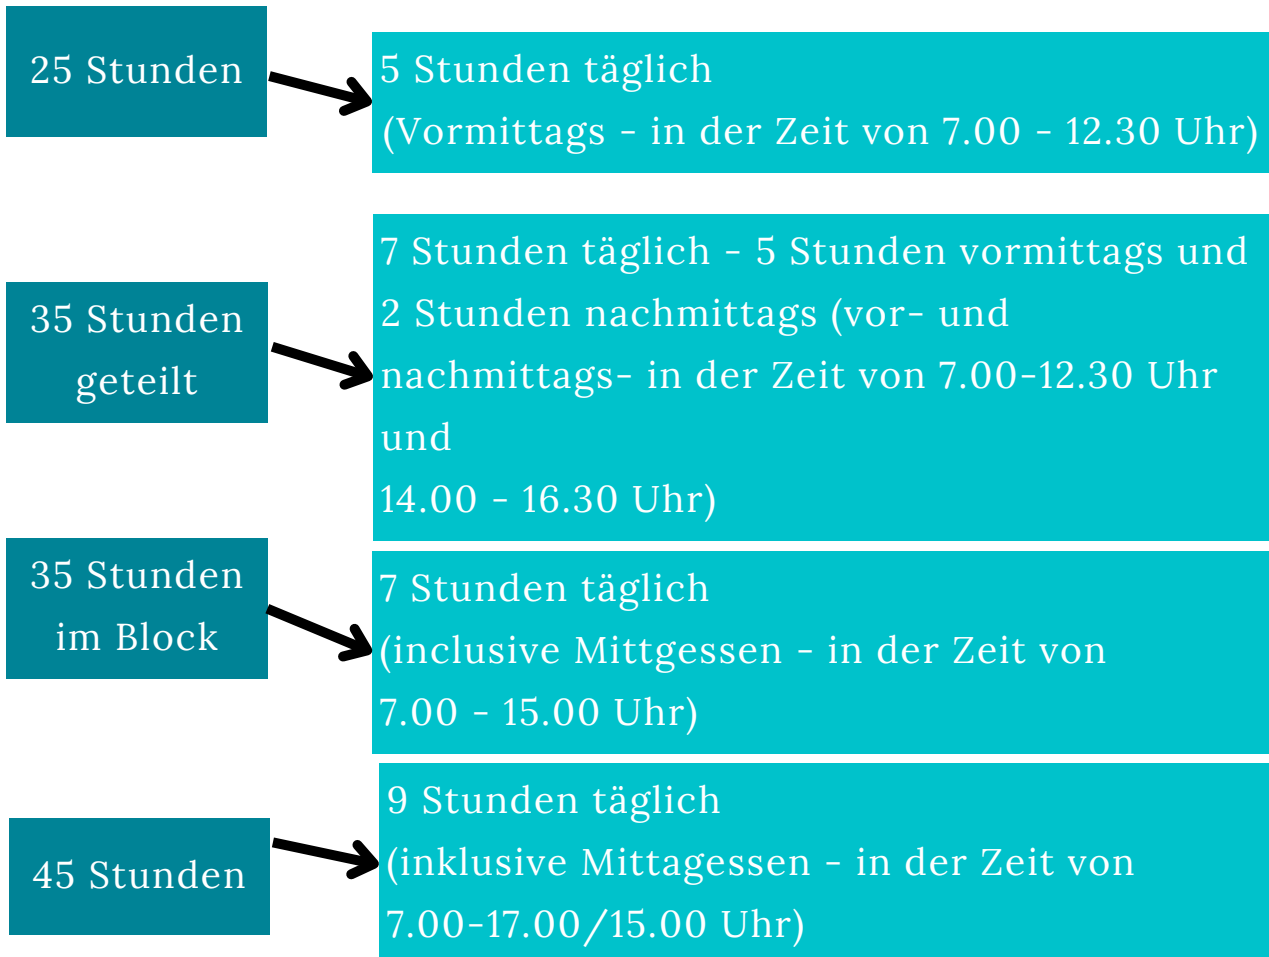 25 Stunden
5 Stunden täglich
(Vormittags - in der Zeit von 7.00 - 12.30 Uhr)
35 Stunden
geteilt
7 Stunden täglich - 5 Stunden vormittags und
2 Stunden nachmittags (vor- und
nachmittags- in der Zeit von 7.00-12.30 Uhr
und
14.00 - 16.30 Uhr)
35 Stunden
im Block
7 Stunden täglich
(inclusive Mittgessen - in der Zeit von
7.00 - 15.00 Uhr)
45 Stunden
9 Stunden täglich
(inklusive Mittagessen - in der Zeit von
7.00-17.00/15.00 Uhr)